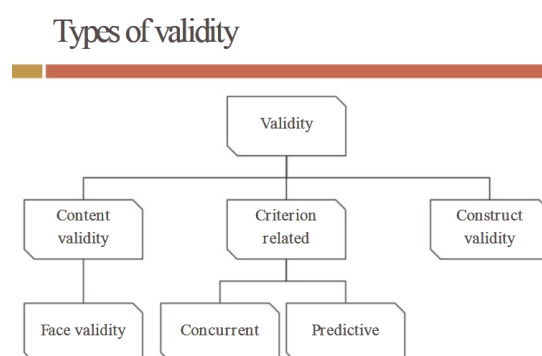 Types of validity
Validity
Content
validity
Criterion
related
Construct
validity
Face validity
Concurrent
Predictive